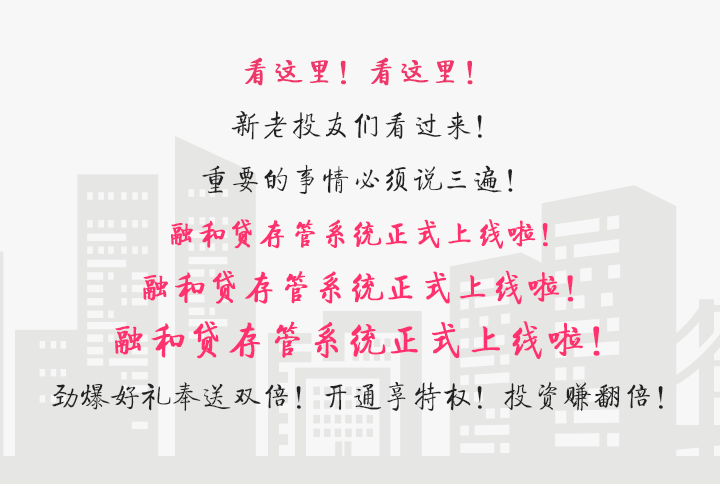 看这里！看这里！
新老投友们看过来！
重要的事情必须说三遍！
融和贷存管系统正式上线啦！
融和贷存管系统正式上线啦！
融和贷存管系统正式上线啦！
劲爆好礼奉送双倍！开通享特权！投资赚翻倍！